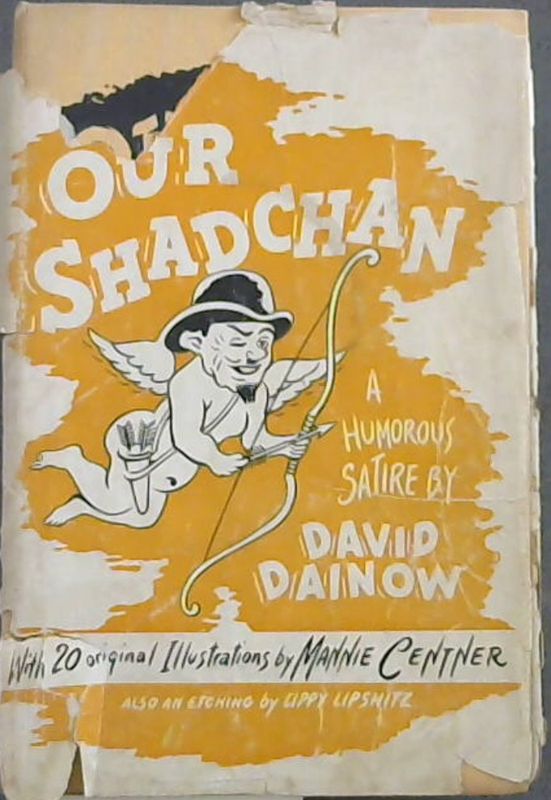 OUR
SHADCHAN
A
HUMOROUS
SATIRE BY
DAVID
DAINOW
With 20 original Illustrations by MANNIE CENTNER
ALSO AN ETCHING by LIPPY LIPSHITZ